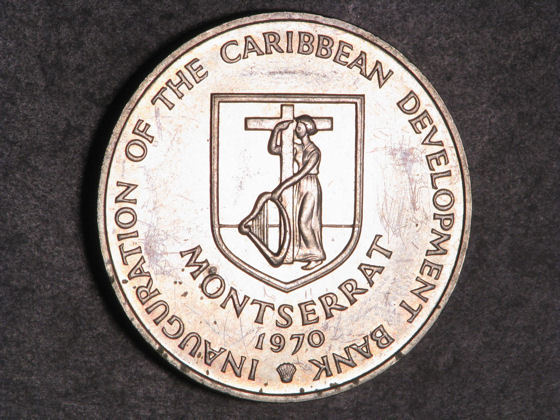 INAUGURATION OF THE CARIBBEAN DEVELOPMENT BANK
MONTSERRAT
1970